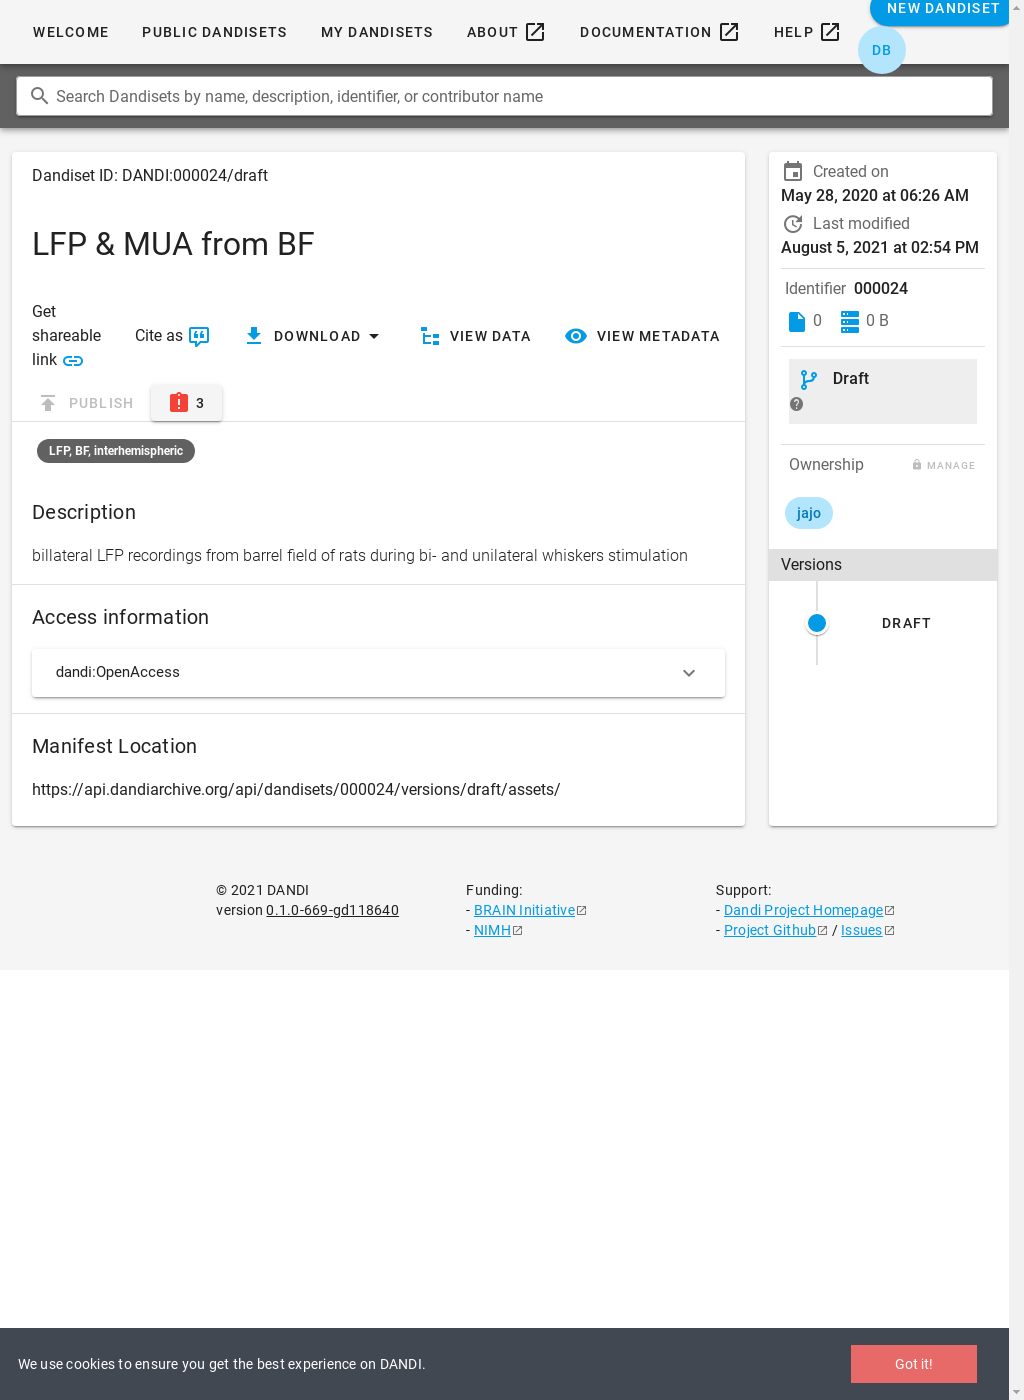 NEW DANDISET
WELCOME PUBLIC DANDISETS MY DANDISETS ABOUT DOCUMENTATION HELP DB
Search Dandisets by name, description, identifier, or contributor name
Dandiset ID: DANDI:000024/draft
LFP & MUA from BF
Get shareable link
Cite as
DOWNLOAD
VIEW DATA
VIEW METADATA
PUBLISH 3
LFP, BF, interhemispheric
Description
billateral LFP recordings from barrel field of rats during bi- and unilateral whiskers stimulation
Access information
dandi:OpenAccess
Manifest Location
https://api.dandiarchive.org/api/dandisets/000024/versions/draft/assets/
Created on
May 28, 2020 at 06:26 AM
Last modified
August 5, 2021 at 02:54 PM
Identifier 000024
0 0 B
Draft
Ownership MANAGE
jajo
Versions
DRAFT
© 2021 DANDI
version 0.1.0-669-gd118640
Funding:
- BRAIN Initiative
- NIMH
Support:
- Dandi Project Homepage
- Project Github / Issues
We use cookies to ensure you get the best experience on DANDI.
Got it!